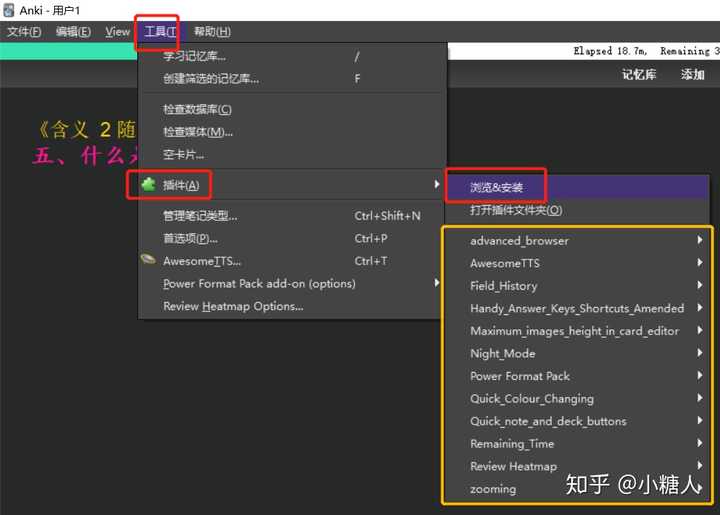 Anki - 用户1
文件(F) 编辑(E) View 工具(T) 帮助(H)
Elapsed 18.7m, Remaining 3
记忆库 添加
学习记忆库... /
创建筛选的记忆库... F
检查数据库(C)
检查媒体(M)...
空卡片...
插件(A)
管理笔记类型... Ctrl+Shift+N
首选项(P)... Ctrl+P
AwesomeTTS... Ctrl+T
Power Format Pack add-on (options)
Review Heatmap Options...
《含义 2 随
五、什么
浏览&安装
打开插件文件夹(O)
advanced_browser
AwesomeTTS
Field_History
Handy_Answer_Keys_Shortcuts_Amended
Maximum_images_height_in_card_editor
Night_Mode
Power Format Pack
Quick_Colour_Changing
Quick_note_and_deck_buttons
Remaining_Time
Review Heatmap
zooming
知乎 @小糖人